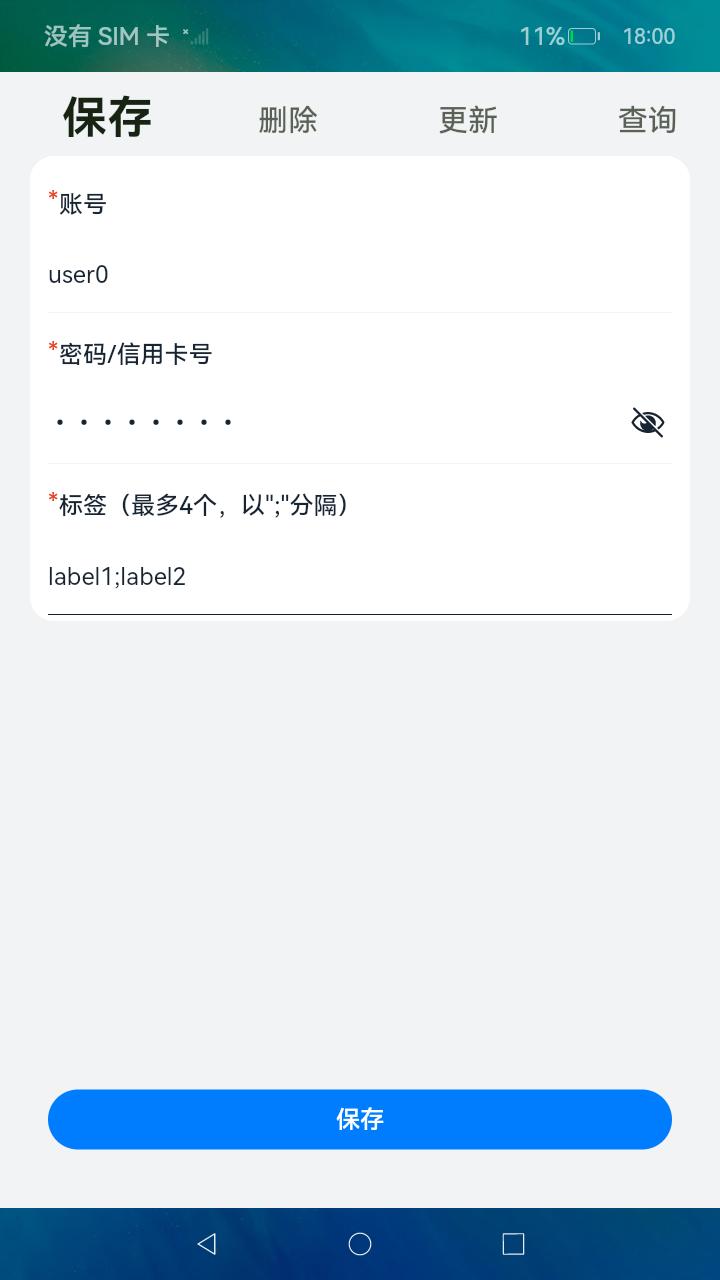 没有 SIM 卡 11% 18:00
保存 删除 更新 查询
*账号
user0
*密码/信用卡号
········
*标签（最多4个，以";"分隔）
label1;label2
保存